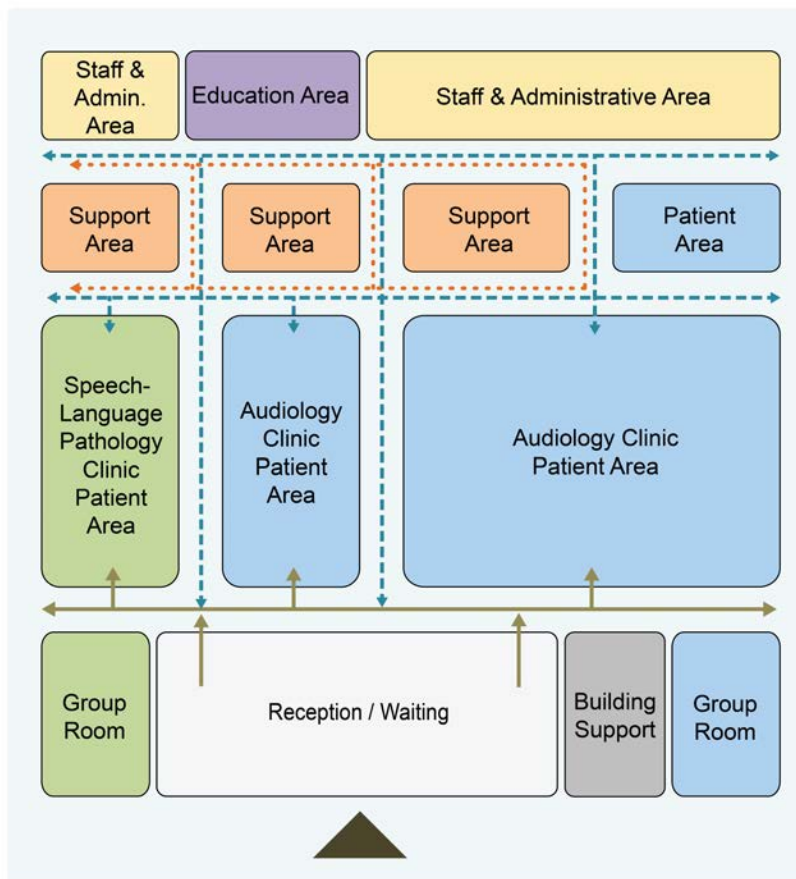 Staff &
Admin.
Area
Education Area
Staff & Administrative Area
Support
Area
Support
Area
Support
Area
Patient
Area
Speech-
Language
Pathology
Clinic
Patient
Area
Audiology
Clinic
Patient
Area
Audiology Clinic
Patient Area
Group
Room
Reception / Waiting
Building
Support
Group
Room